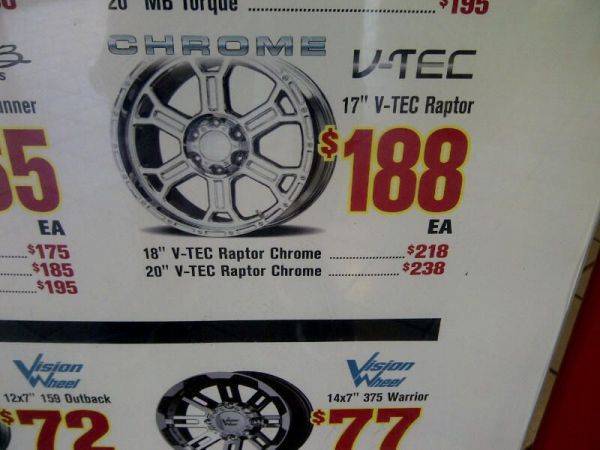 20" MB Torque $195
CHROME
V-TEC
17" V-TEC Raptor
$188
EA
18" V-TEC Raptor Chrome ........................ $218
20" V-TEC Raptor Chrome ........................ $238
EA
...$175
...$185
...$195
Vision Wheel
12x7" 159 Outback
$72
Vision Wheel
14x7" 375 Warrior
$77